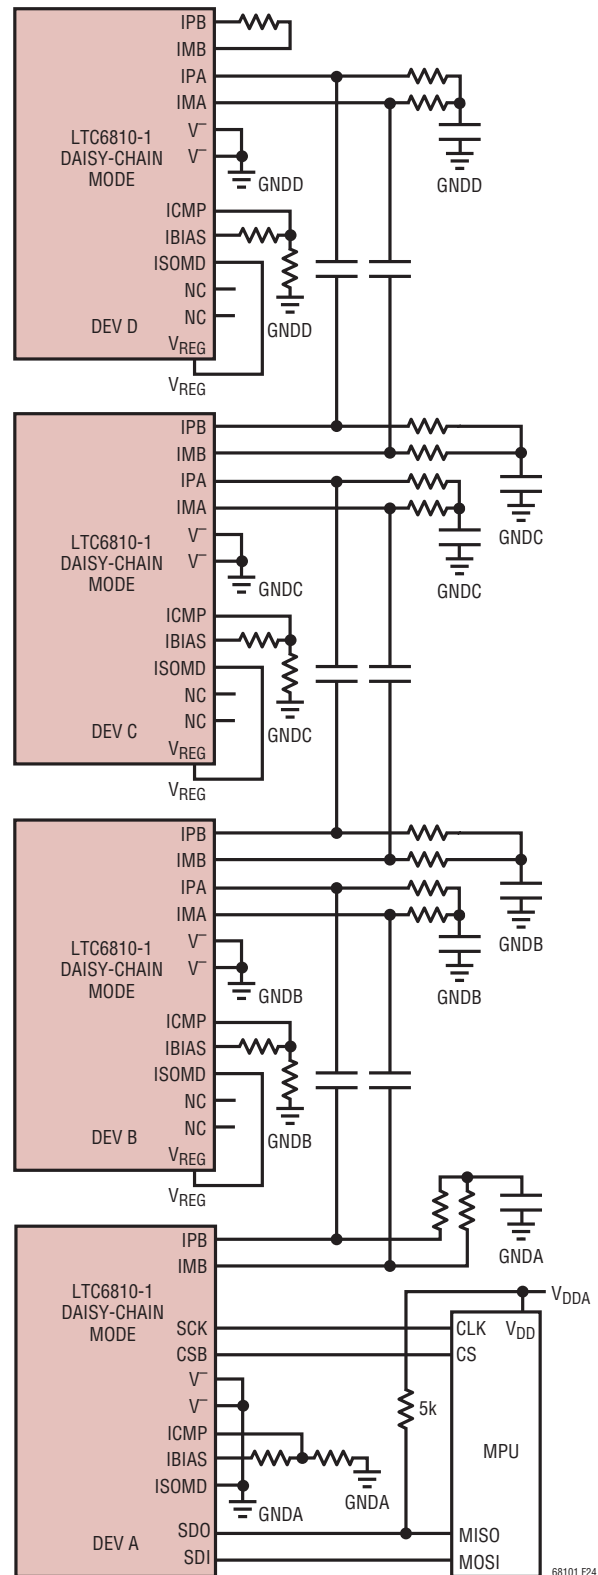 IPB
IMB
IPA
IMA
LTC6810-1
DAISY-CHAIN
MODE
V–
V–
GNDD
GNDD
ICMP
IBIAS
ISOMD
NC
NC
GNDD
DEV D
VREG
VREG
IPB
IMB
IPA
IMA
GNDC
LTC6810-1
DAISY-CHAIN
MODE
V–
V–
GNDC
GNDC
ICMP
IBIAS
ISOMD
NC
NC
GNDC
DEV C
VREG
VREG
IPB
IMB
IPA
IMA
GNDB
LTC6810-1
DAISY-CHAIN
MODE
V–
V–
GNDB
GNDB
ICMP
IBIAS
ISOMD
NC
NC
GNDB
DEV B
VREG
VREG
IPB
IMB
GNDA
LTC6810-1
DAISY-CHAIN
MODE
VDDA
SCK
CLK
VDD
CSB
CS
V–
V–
5k
ICMP
IBIAS
MPU
ISOMD
GNDA
GNDA
SDO
MISO
DEV A
SDI
MOSI
68101 F24